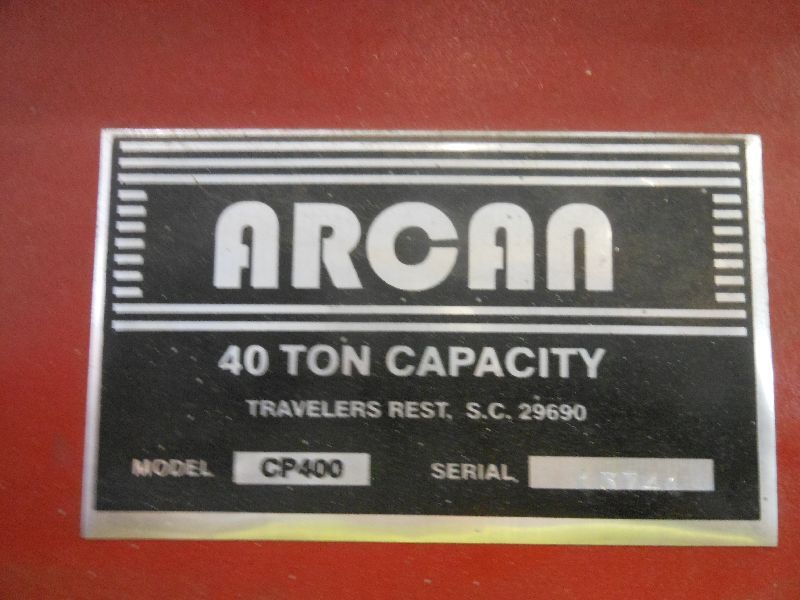 ARCAN
40 TON CAPACITY
TRAVELERS REST, S.C. 29690
MODEL CP400 SERIAL